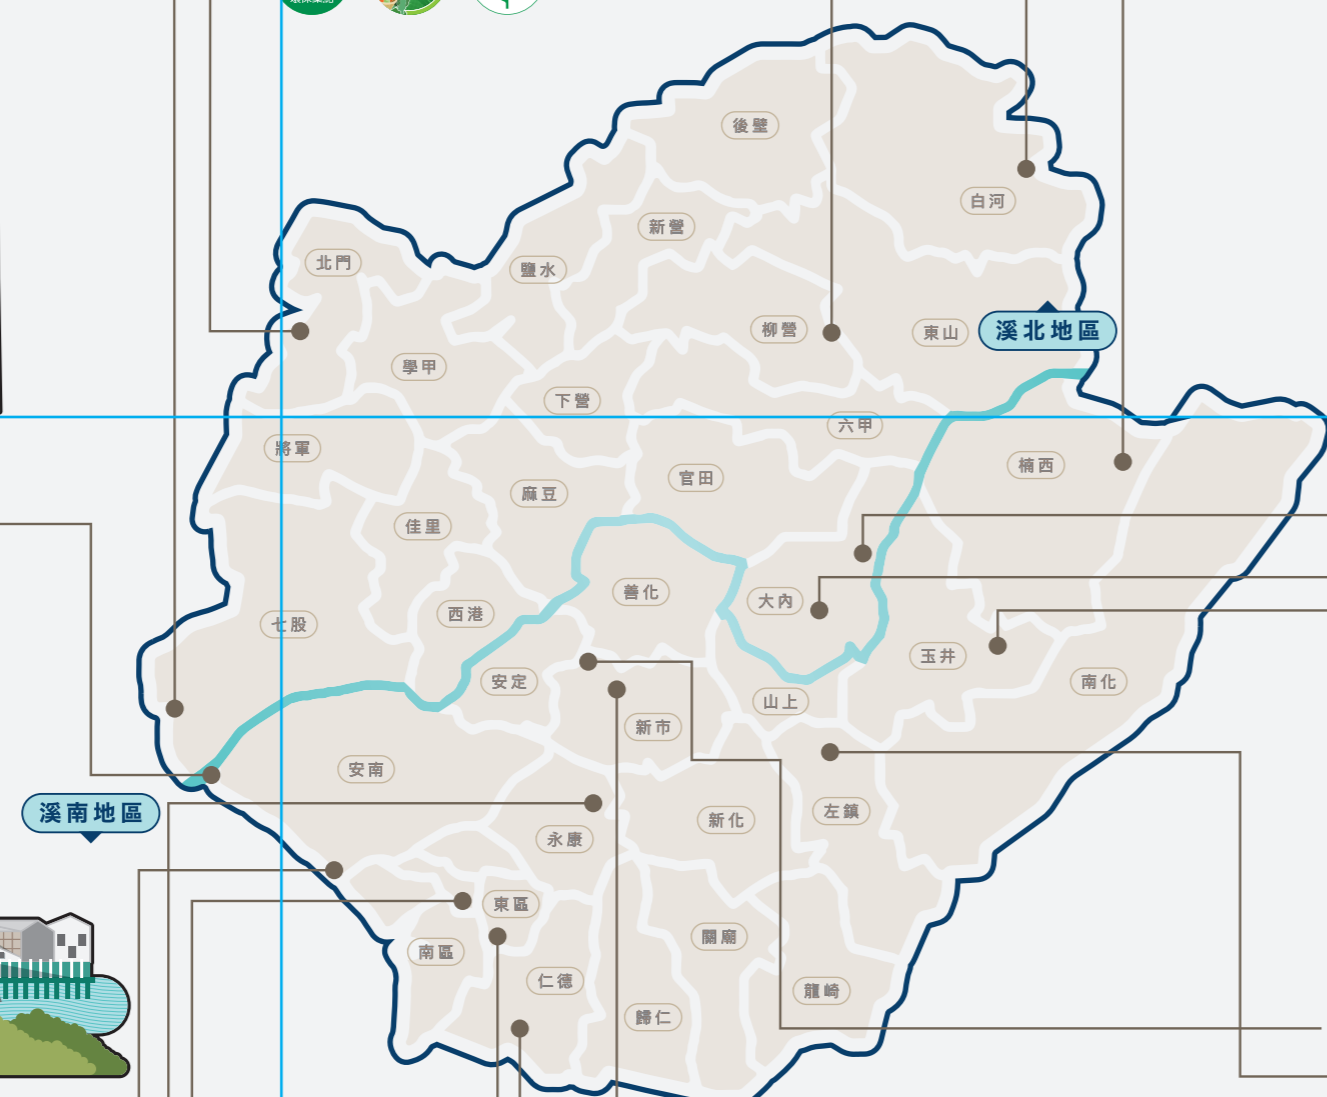 後壁
白河
新營
北門
鹽水
柳營
東山
溪北地區
學甲
下營
六甲
將軍
楠西
官田
麻豆
佳里
善化
大內
西港
七股
玉井
安定
南化
山上
新市
安南
溪南地區
左鎮
新化
永康
東區
關廟
南區
仁德
龍崎
歸仁